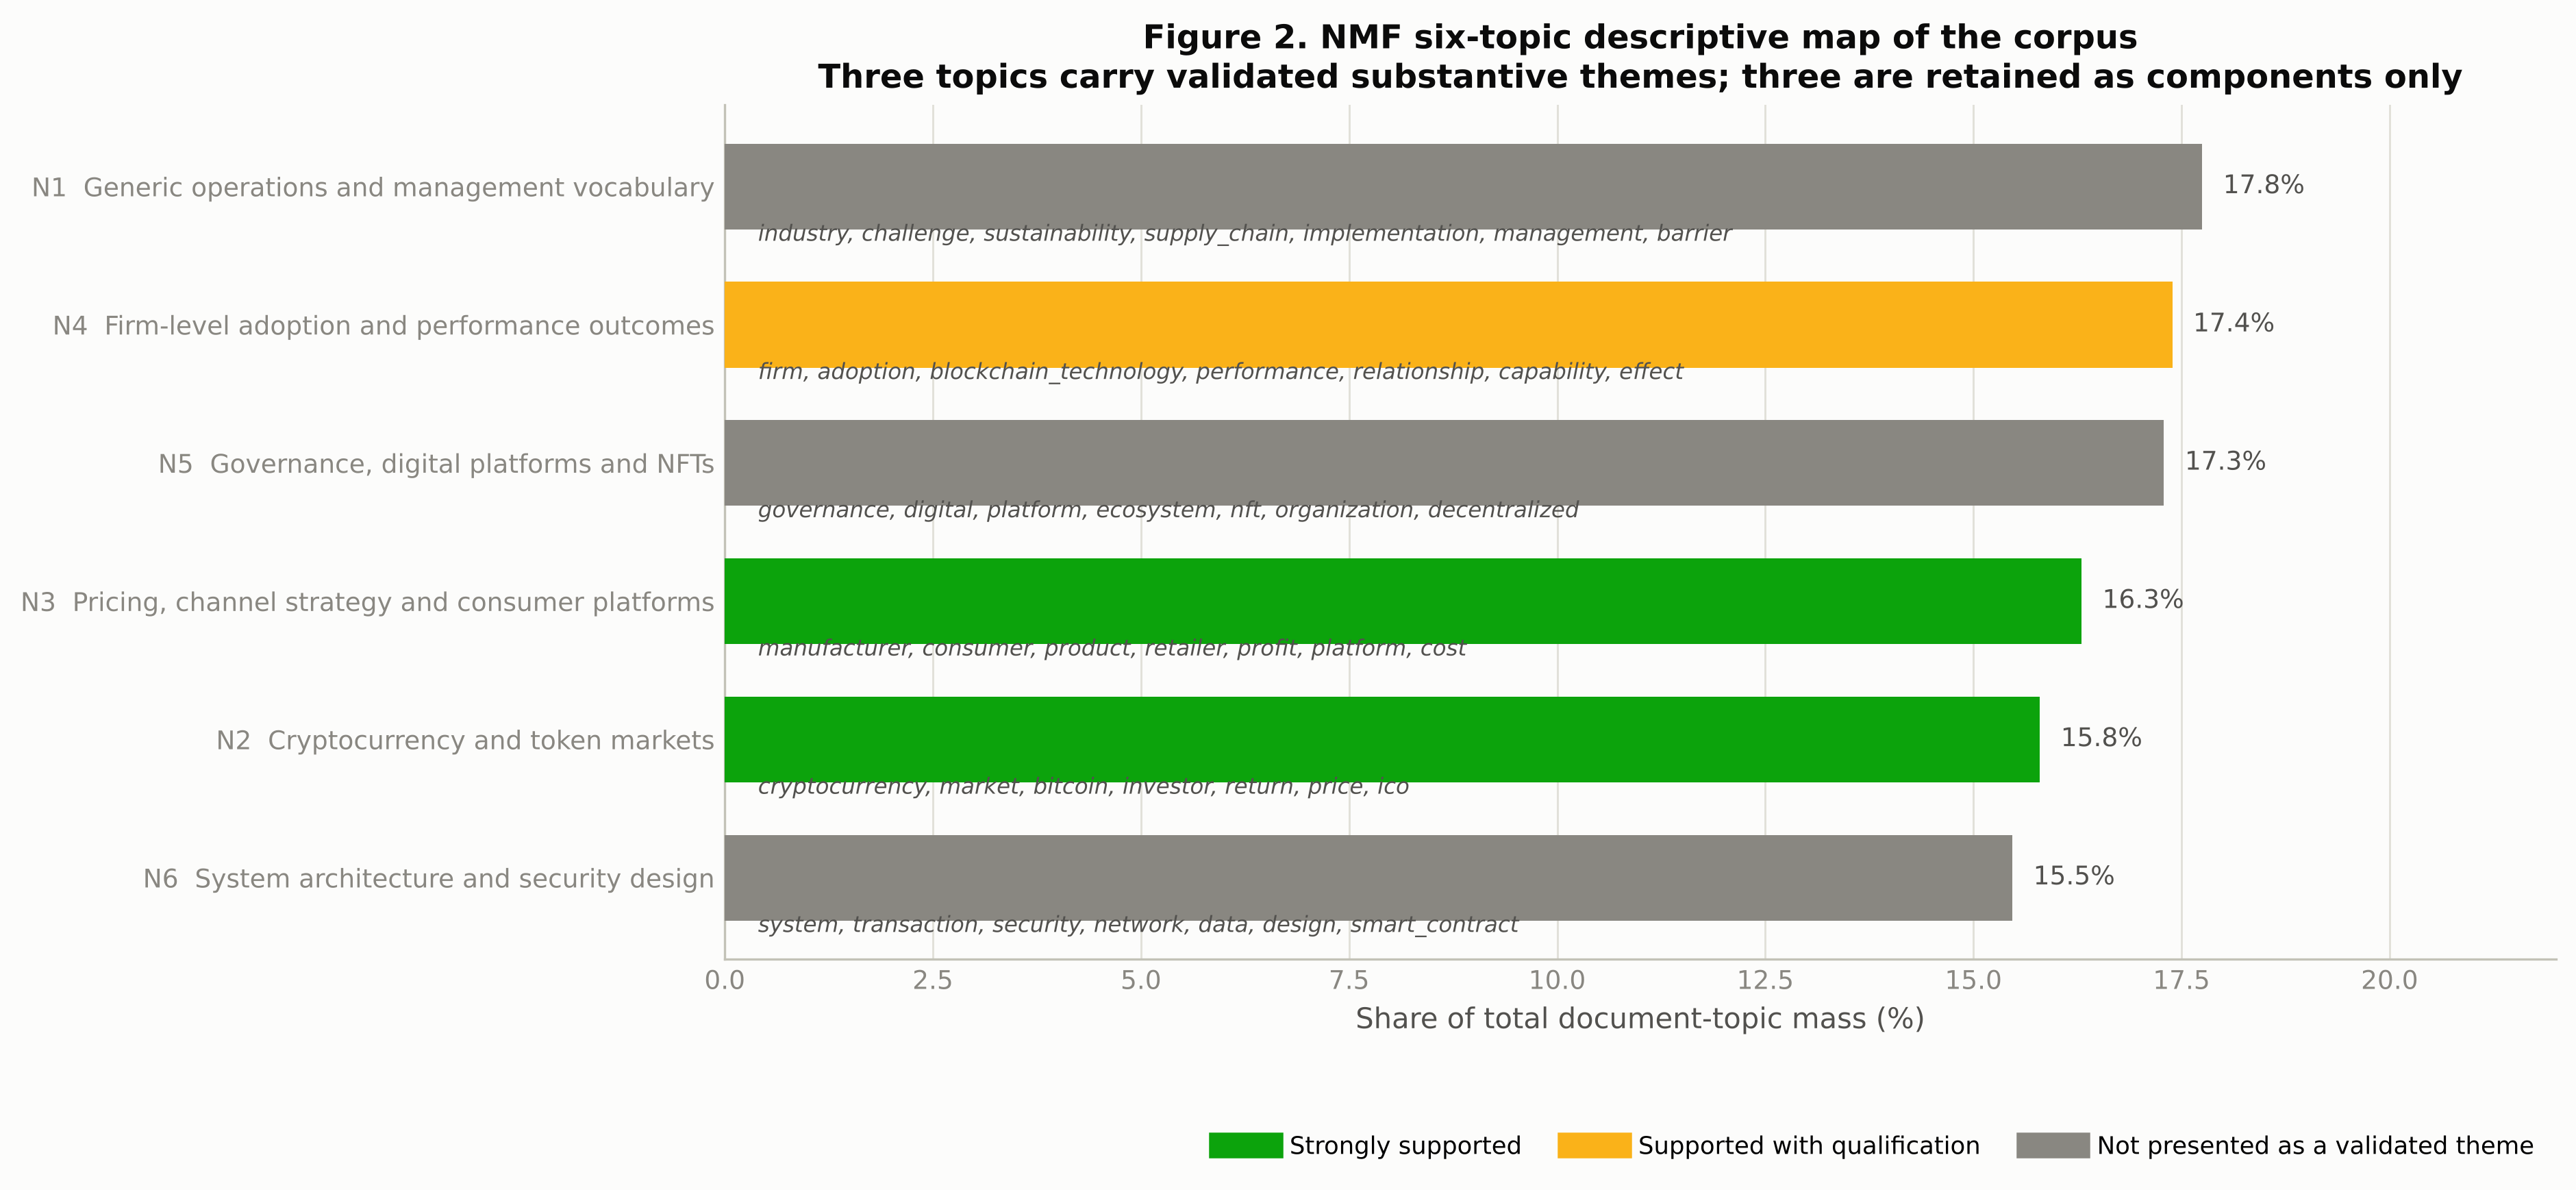 Figure 2. NMF six-topic descriptive map of the corpus
Three topics carry validated substantive themes; three are retained as components only
N1 Generic operations and management vocabulary
17.8%
industry, challenge, sustainability, supply_chain, implementation, management, barrier
N4 Firm-level adoption and performance outcomes
17.4%
firm, adoption, blockchain_technology, performance, relationship, capability, effect
N5 Governance, digital platforms and NFTs
17.3%
governance, digital, platform, ecosystem, nft, organization, decentralized
N3 Pricing, channel strategy and consumer platforms
16.3%
manufacturer, consumer, product, retailer, profit, platform, cost
N2 Cryptocurrency and token markets
15.8%
cryptocurrency, market, bitcoin, investor, return, price, ico
N6 System architecture and security design
15.5%
system, transaction, security, network, data, design, smart_contract
0.0 2.5 5.0 7.5 10.0 12.5 15.0 17.5 20.0
Share of total document-topic mass (%)
Strongly supported Supported with qualification Not presented as a validated theme